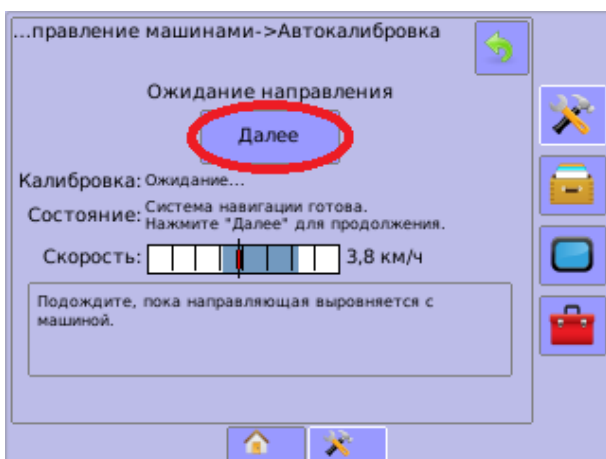 ...правление машинами->Автокалибровка
Ожидание направления
Далее
Калибровка: Ожидание...
Состояние: Система навигации готова.
Нажмите "Далее" для продолжения.
Скорость: 3,8 км/ч
Подождите, пока направляющая выровняется с
машиной.